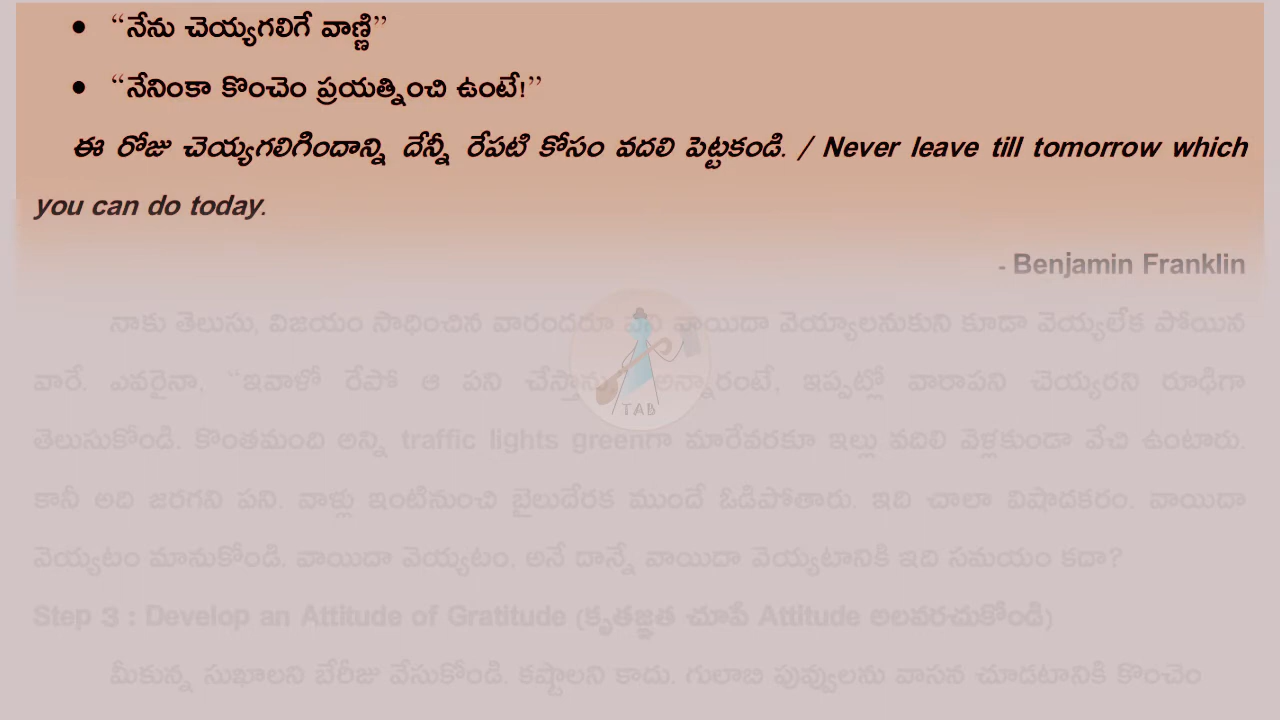 • “నేను చెయ్యగలిగే వాణ్ణి”
• “నేనింకా కొంచెం ప్రయత్నించి ఉంటే!”
ఈ రోజు చెయ్యగలిగిందాన్ని దేన్నీ రేపటి కోసం వదలి పెట్టకండి. / Never leave till tomorrow which
you can do today.
- Benjamin Franklin
నాకు తెలుసు, విజయం సాధించిన వారందరూ పని వాయిదా వెయ్యాలనుకుని కూడా వెయ్యలేక పోయిన
వారే. ఎవరైనా, “ఇవాళో రేపో ఆ పని చేస్తాను” అన్నారంటే, ఇప్పట్లో వారాపని చెయ్యరని రూఢిగా
తెలుసుకోండి. కొంతమంది అన్ని traffic lights greenగా మారేవరకూ ఇల్లు వదిలి వెళ్లకుండా వేచి ఉంటారు.
కానీ అది జరగని పని. వాళ్లు ఇంటినుంచి బైలుదేరక ముందే ఓడిపోతారు. ఇది చాలా విషాదకరం. వాయిదా
వెయ్యటం మానుకోండి. వాయిదా వెయ్యటం, అనే దాన్నే వాయిదా వెయ్యటానికి ఇది సమయం కదా?
Step 3 : Develop an Attitude of Gratitude (కృతజ్ఞత చూపే Attitude అలవరచుకోండి)
మీకున్న సుఖాలని బేరీజు వేసుకోండి. కష్టాలని కాదు. గులాబి పువ్వులను వాసన చూడటానికి కొంచెం
TAB